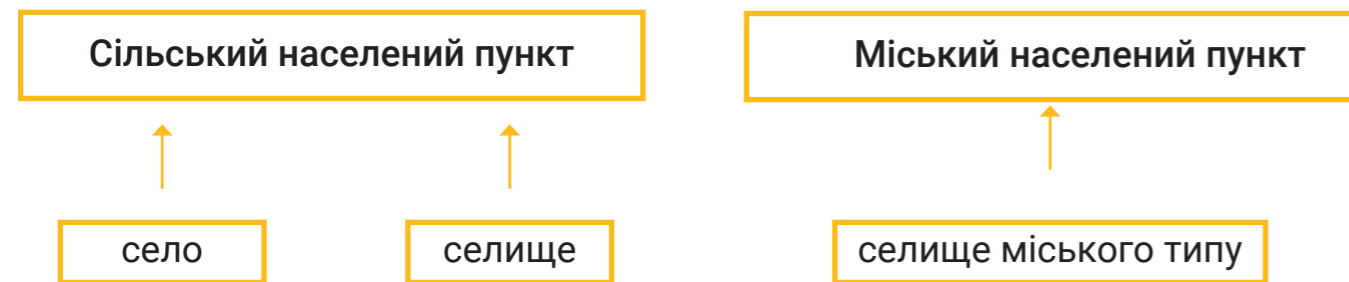 Сільський населений пункт
Міський населений пункт
село
селище
селище міського типу